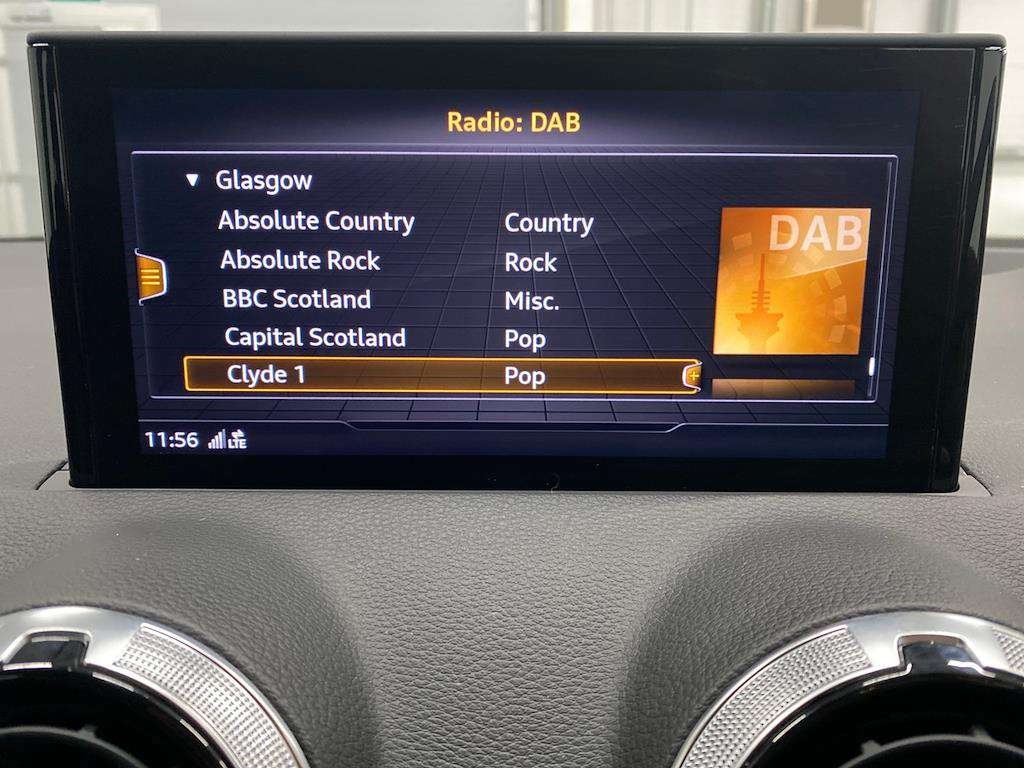 Radio: DAB
Glasgow
Absolute Country Country
Absolute Rock Rock
BBC Scotland Misc.
Capital Scotland Pop
Clyde 1 Pop
DAB
11:56 LTE